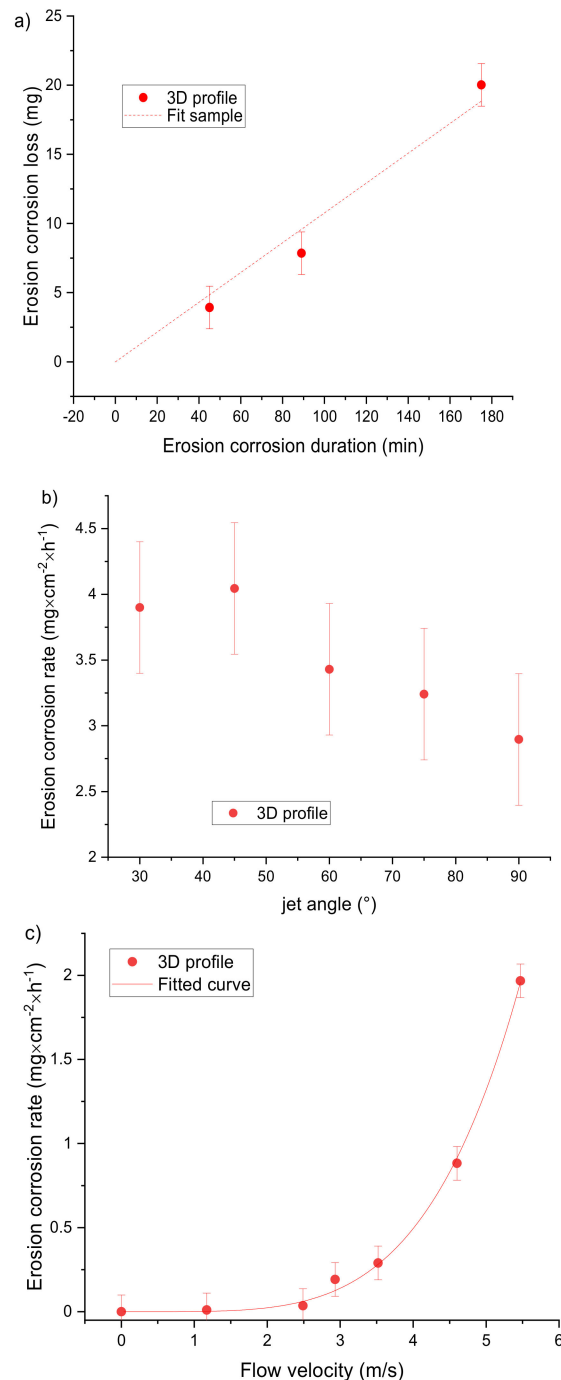 a)
Erosion corrosion loss (mg)
20
15
10
5
0
3D profile
Fit sample
-20 0 20 40 60 80 100 120 140 160 180
Erosion corrosion duration (min)
b)
Erosion corrosion rate (mg×cm⁻²×h⁻¹)
4.5
4
3.5
3
2.5
2
3D profile
30 40 50 60 70 80 90
jet angle (°)
c)
Erosion corrosion rate (mg×cm⁻²×h⁻¹)
2
1
0.5
0
3D profile
Fitted curve
0 1 2 3 4 5 6
Flow velocity (m/s)